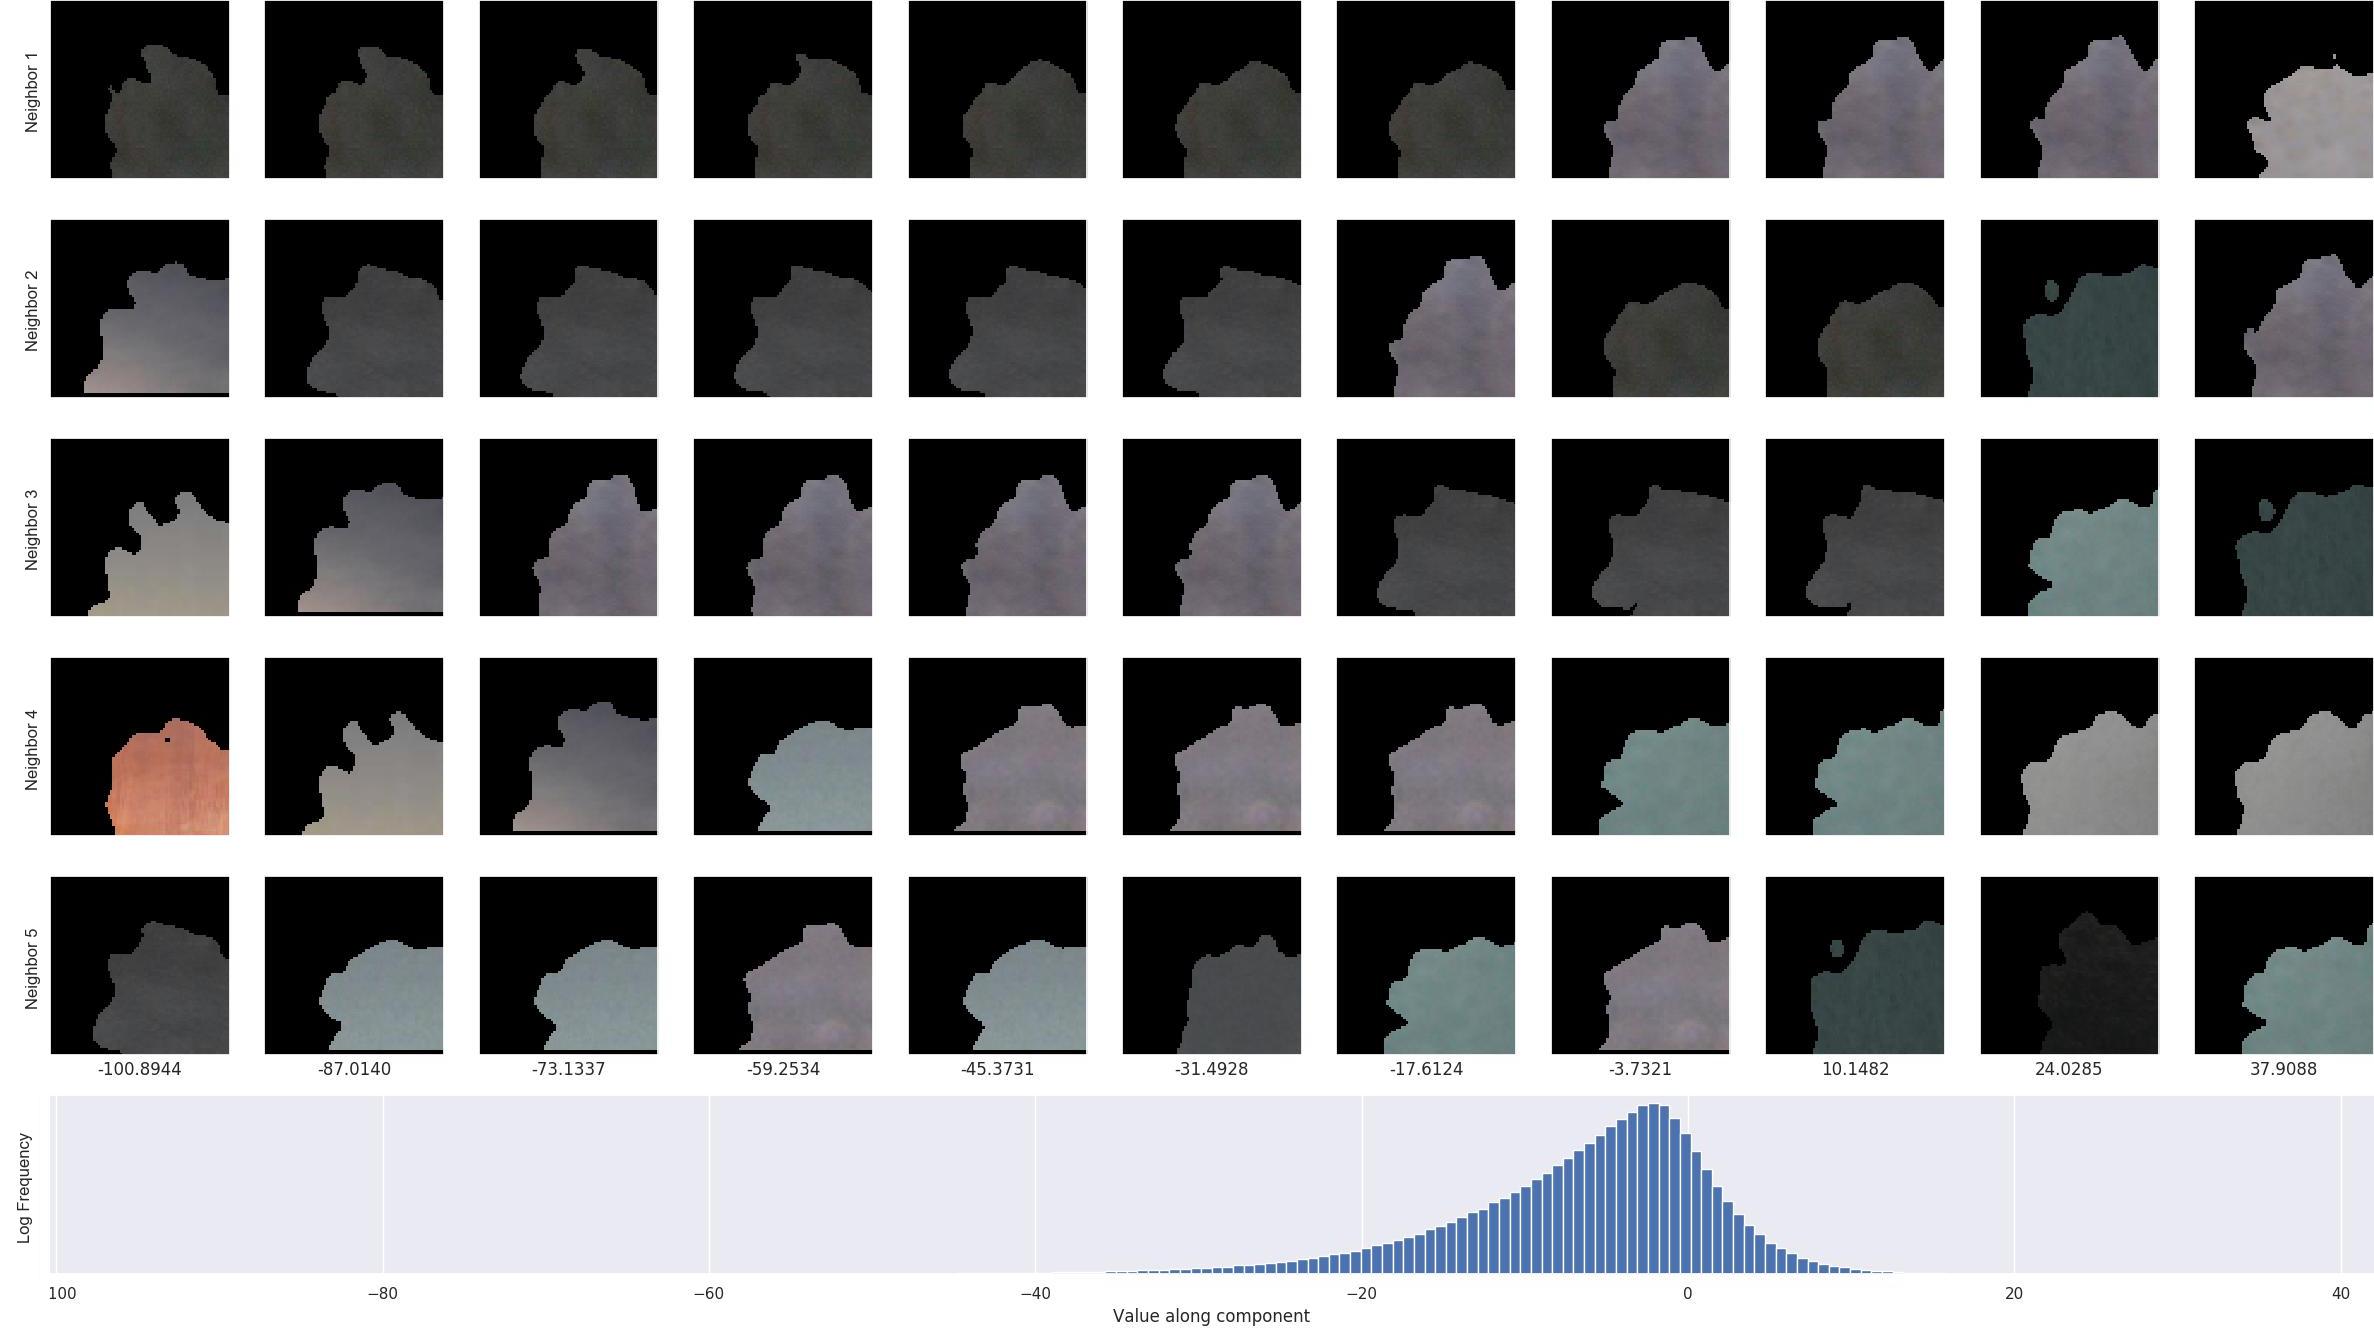 Neighbor 1
Neighbor 2
Neighbor 3
Neighbor 4
Neighbor 5
-100.8944 -87.0140 -73.1337 -59.2534 -45.3731 -31.4928 -17.6124 -3.7321 10.1482 24.0285 37.9088
Log Frequency
100 −80 −60 −40 −20 0 20 40
Value along component